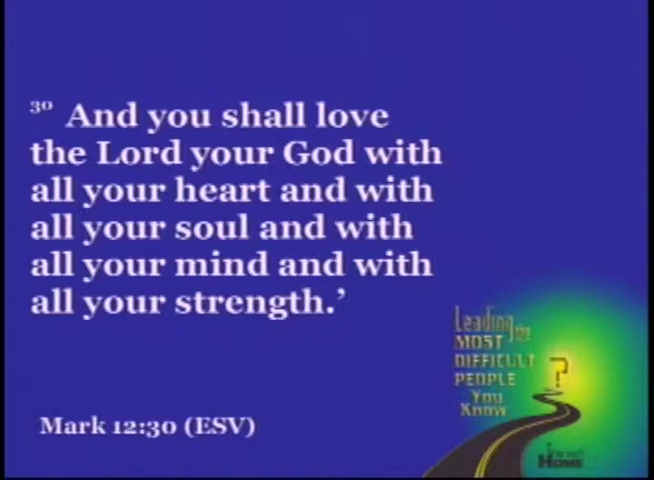 30 And you shall love
the Lord your God with
all your heart and with
all your soul and with
all your mind and with
all your strength.’
Leading the
MOST
DIFFICULT
PEOPLE
You
Know
?
Mark 12:30 (ESV)
HOME